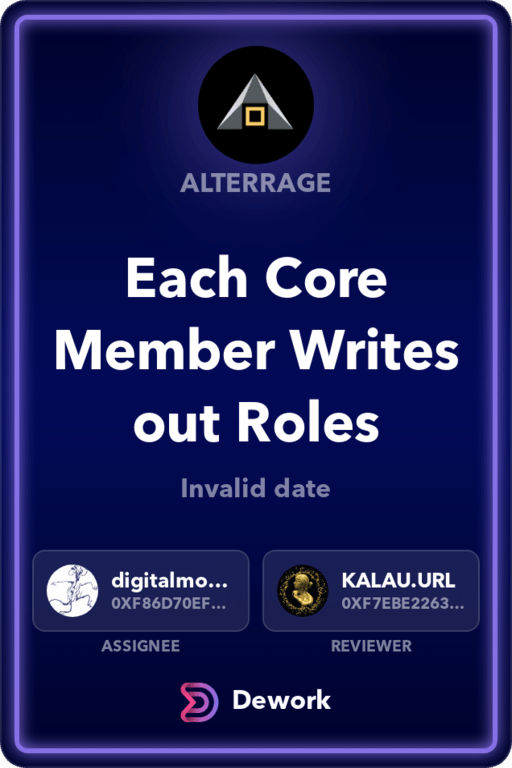 ALTERRAGE
Each Core
Member Writes
out Roles
Invalid date
digitalmo...
0XF86D70EF...
ASSIGNEE
KALAU.URL
0XF7EBE2263...
REVIEWER
Dework